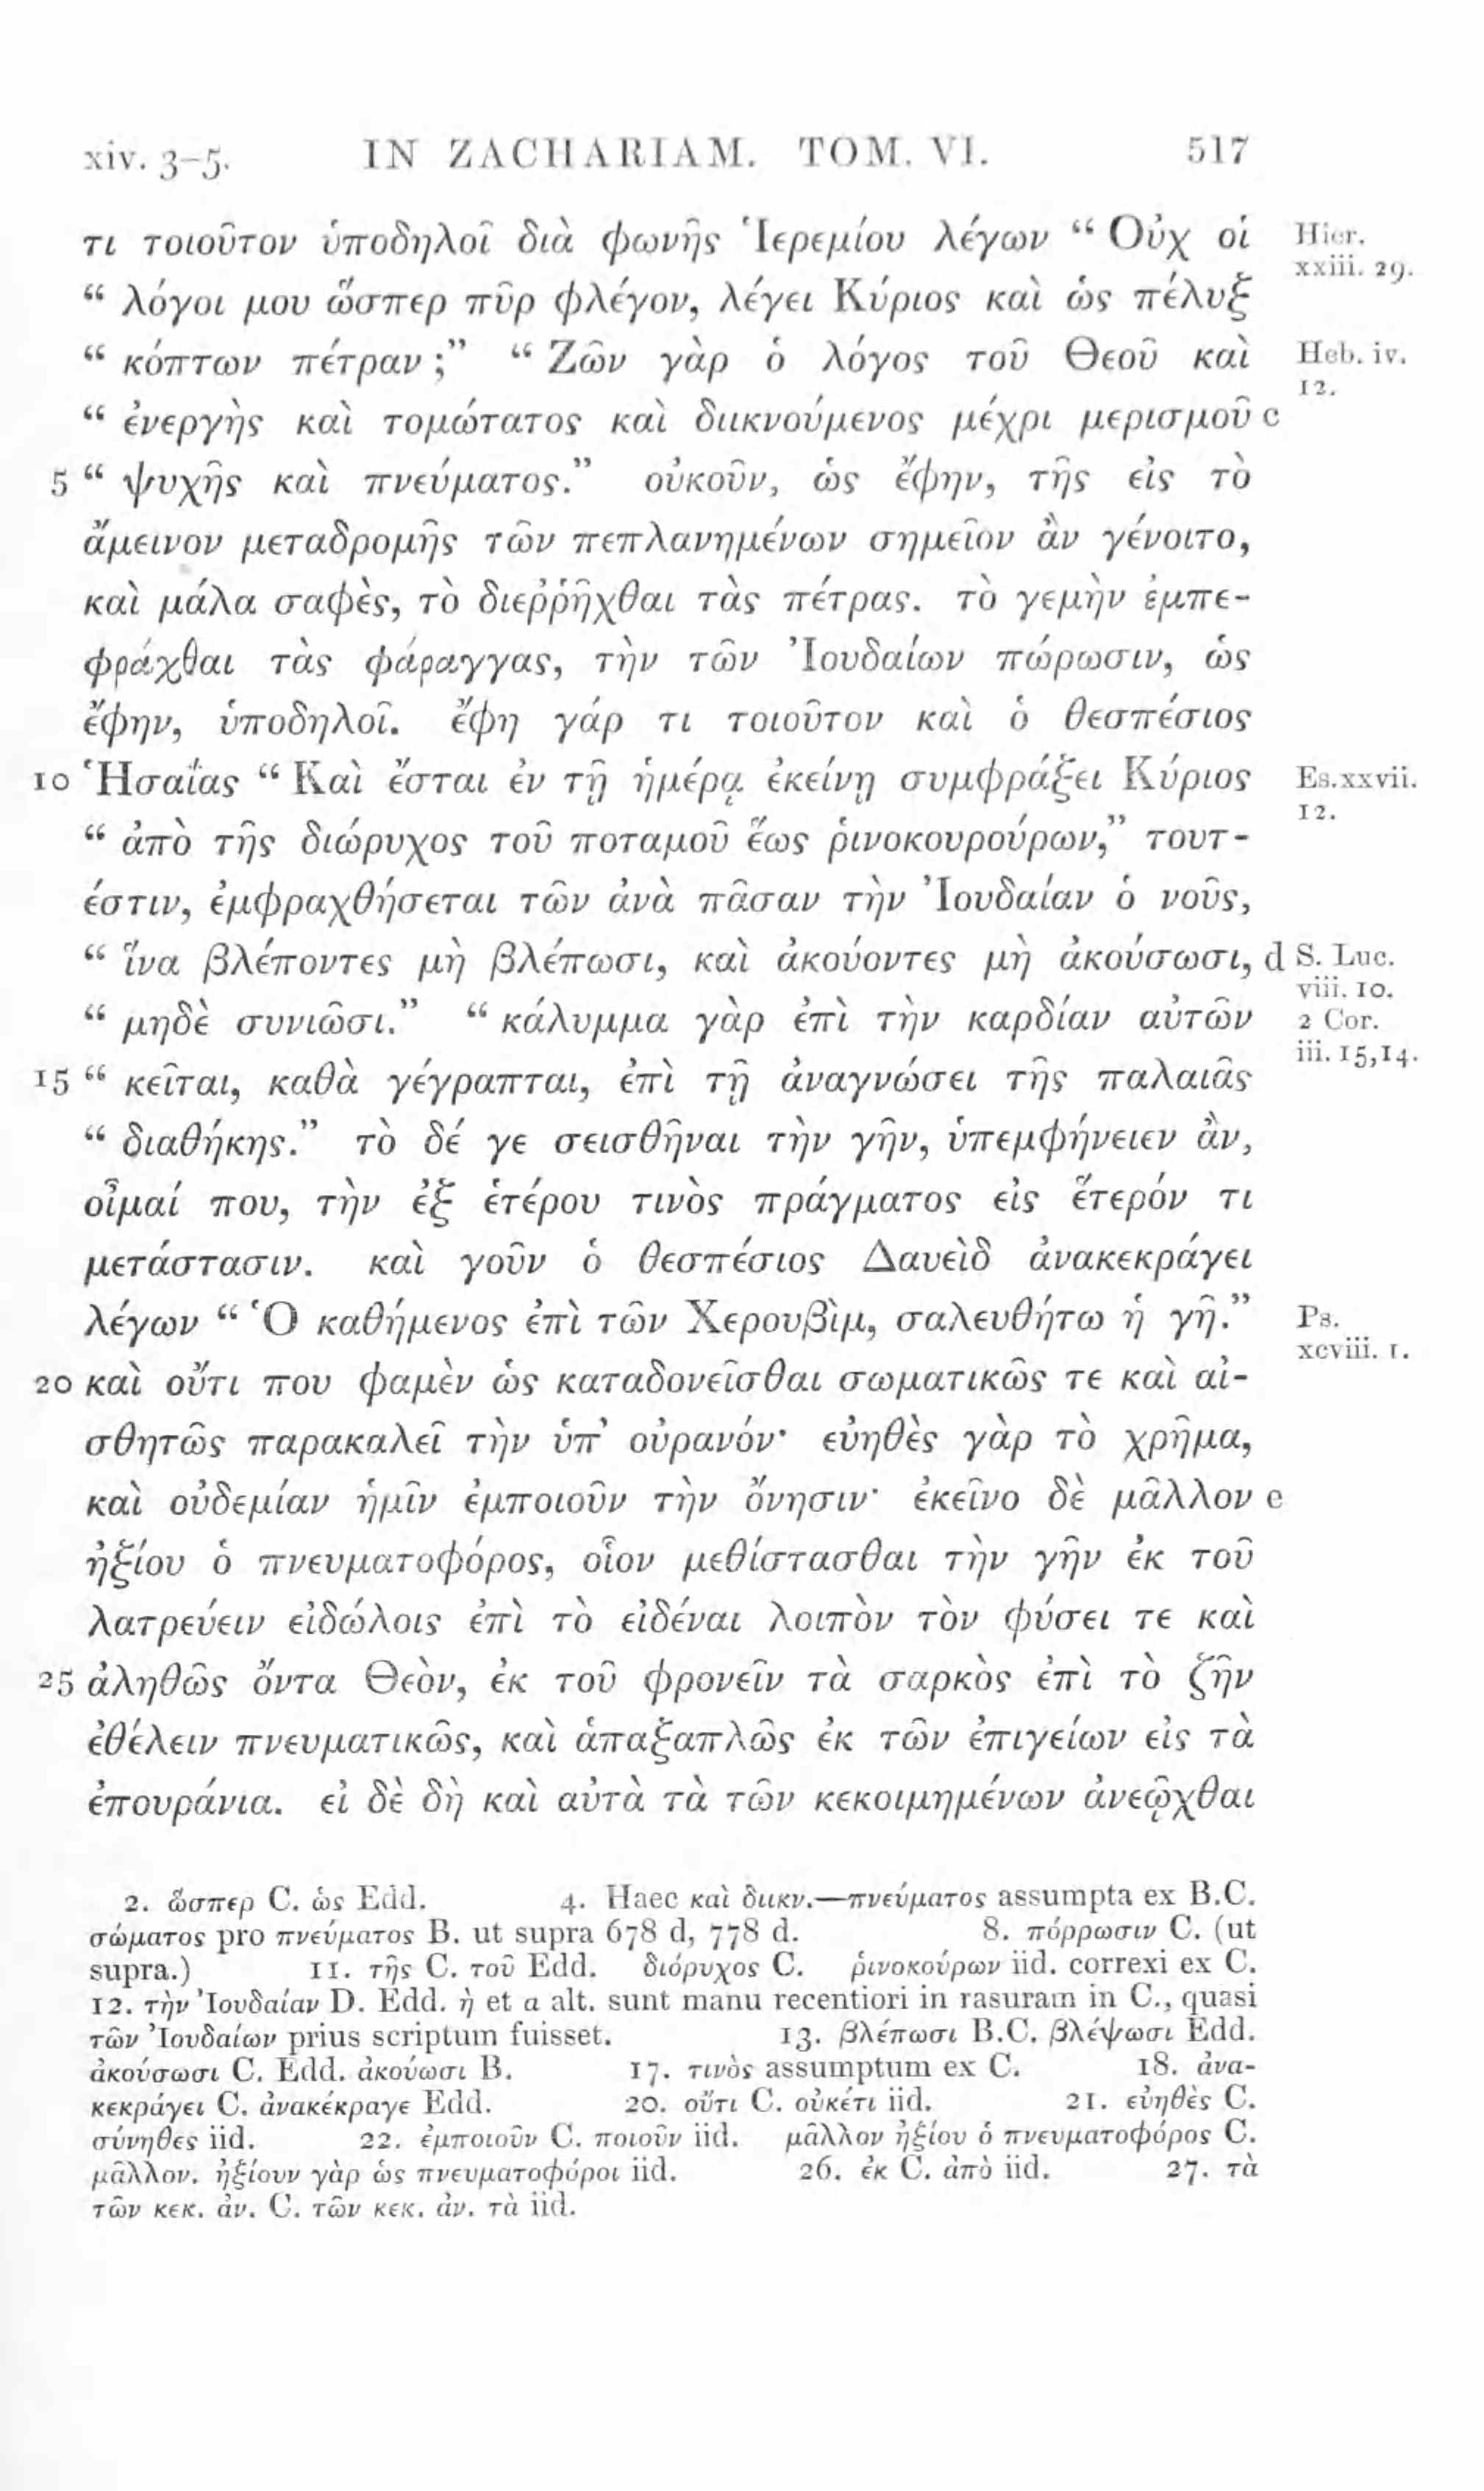 xiv. 3-5. IN ZACHARIAM. TOM. VI. 517
τι τοιοῦτον ὑποδηλοῖ διὰ φωνῆς Ἱερεμίου λέγων “ Οὐχ οἱ Hier. xxiii. 29.
“ λόγοι μου ὥσπερ πῦρ φλέγον, λέγει Κύριος καὶ ὡς πέλυξ
“ κόπτων πέτραν ;” “ Ζῶν γὰρ ὁ λόγος τοῦ Θεοῦ καὶ Heb. iv. 12.
“ ἐνεργὴς καὶ τομώτατος καὶ διικνούμενος μέχρι μερισμοῦ c
5 “ ψυχῆς καὶ πνεύματος.” οὐκοῦν, ὡς ἔφην, τῆς εἰς τὸ
ἄμεινον μεταδρομῆς τῶν πεπλανημένων σημεῖον ἂν γένοιτο,
καὶ μάλα σαφὲς, τὸ διεῤῥῆχθαι τὰς πέτρας. τὸ γεμὴν ἐμπε-
φράχθαι τὰς φάραγγας, τὴν τῶν Ἰουδαίων πώρωσιν, ὡς
ἔφην, ὑποδηλοῖ. ἔφη γάρ τι τοιοῦτον καὶ ὁ θεσπέσιος
10 Ἡσαΐας “ Καὶ ἔσται ἐν τῇ ἡμέρᾳ ἐκείνῃ συμφράξει Κύριος Es. xxvii. 12.
“ ἀπὸ τῆς διώρυχος τοῦ ποταμοῦ ἕως ῥινοκουρούρων,” τουτ-
έστιν, ἐμφραχθήσεται τῶν ἀνὰ πᾶσαν τὴν Ἰουδαίαν ὁ νοῦς,
“ ἵνα βλέποντες μὴ βλέπωσι, καὶ ἀκούοντες μὴ ἀκούσωσι, d S. Luc. viii. 10.
“ μηδὲ συνιῶσι.” “ κάλυμμα γὰρ ἐπὶ τὴν καρδίαν αὐτῶν 2 Cor. iii. 15,14.
15 “ κεῖται, καθὰ γέγραπται, ἐπὶ τῇ ἀναγνώσει τῆς παλαιᾶς
“ διαθήκης.” τὸ δέ γε σεισθῆναι τὴν γῆν, ὑπεμφήνειεν ἂν,
οἶμαί που, τὴν ἐξ ἑτέρου τινὸς πράγματος εἰς ἕτερόν τι
μετάστασιν. καὶ γοῦν ὁ θεσπέσιος Δαυεὶδ ἀνακεκράγει
λέγων “ Ὁ καθήμενος ἐπὶ τῶν Χερουβὶμ, σαλευθήτω ἡ γῆ.” Ps. xcviii. 1.
20 καὶ οὔτι που φαμὲν ὡς καταδονεῖσθαι σωματικῶς τε καὶ αἰ-
σθητῶς παρακαλεῖ τὴν ὑπ’ οὐρανόν· εὐηθὲς γὰρ τὸ χρῆμα,
καὶ οὐδεμίαν ἡμῖν ἐμποιοῦν τὴν ὄνησιν· ἐκεῖνο δὲ μᾶλλον e
ἠξίου ὁ πνευματοφόρος, οἷον μεθίστασθαι τὴν γῆν ἐκ τοῦ
λατρεύειν εἰδώλοις ἐπὶ τὸ εἰδέναι λοιπὸν τὸν φύσει τε καὶ
25 ἀληθῶς ὄντα Θεὸν, ἐκ τοῦ φρονεῖν τὰ σαρκὸς ἐπὶ τὸ ζῆν
ἐθέλειν πνευματικῶς, καὶ ἁπαξαπλῶς ἐκ τῶν ἐπιγείων εἰς τὰ
ἐπουράνια. εἰ δὲ δὴ καὶ αὐτὰ τὰ τῶν κεκοιμημένων ἀνεῷχθαι
2. ὥσπερ C. ὡς Edd. 4. Haec καὶ διικν.—πνεύματος assumpta ex B.C.
σώματος pro πνεύματος B. ut supra 678 d, 778 d. 8. πόρρωσιν C. (ut
supra.) 11. τῆς C. τοῦ Edd. διόρυχος C. ῥινοκούρων iid. correxi ex C.
12. τὴν Ἰουδαίαν D. Edd. ἡ et α alt. sunt manu recentiori in rasuram in C., quasi
τῶν Ἰουδαίων prius scriptum fuisset. 13. βλέπωσι B.C. βλέψωσι Edd.
ἀκούσωσι C. Edd. ἀκούωσι B. 17. τινὸς assumptum ex C. 18. ἀνα-
κεκράγει C. ἀνακέκραγε Edd. 20. οὔτι C. οὐκέτι iid. 21. εὐηθὲς C.
σύνηθες iid. 22. ἐμποιοῦν C. ποιοῦν iid. μᾶλλον ἠξίου ὁ πνευματοφόρος C.
μᾶλλον. ἠξίουν γὰρ ὡς πνευματοφόροι iid. 26. ἐκ C. ἀπὸ iid. 27. τὰ
τῶν κεκ. ἀν. C. τῶν κεκ. ἀν. τὰ iid.